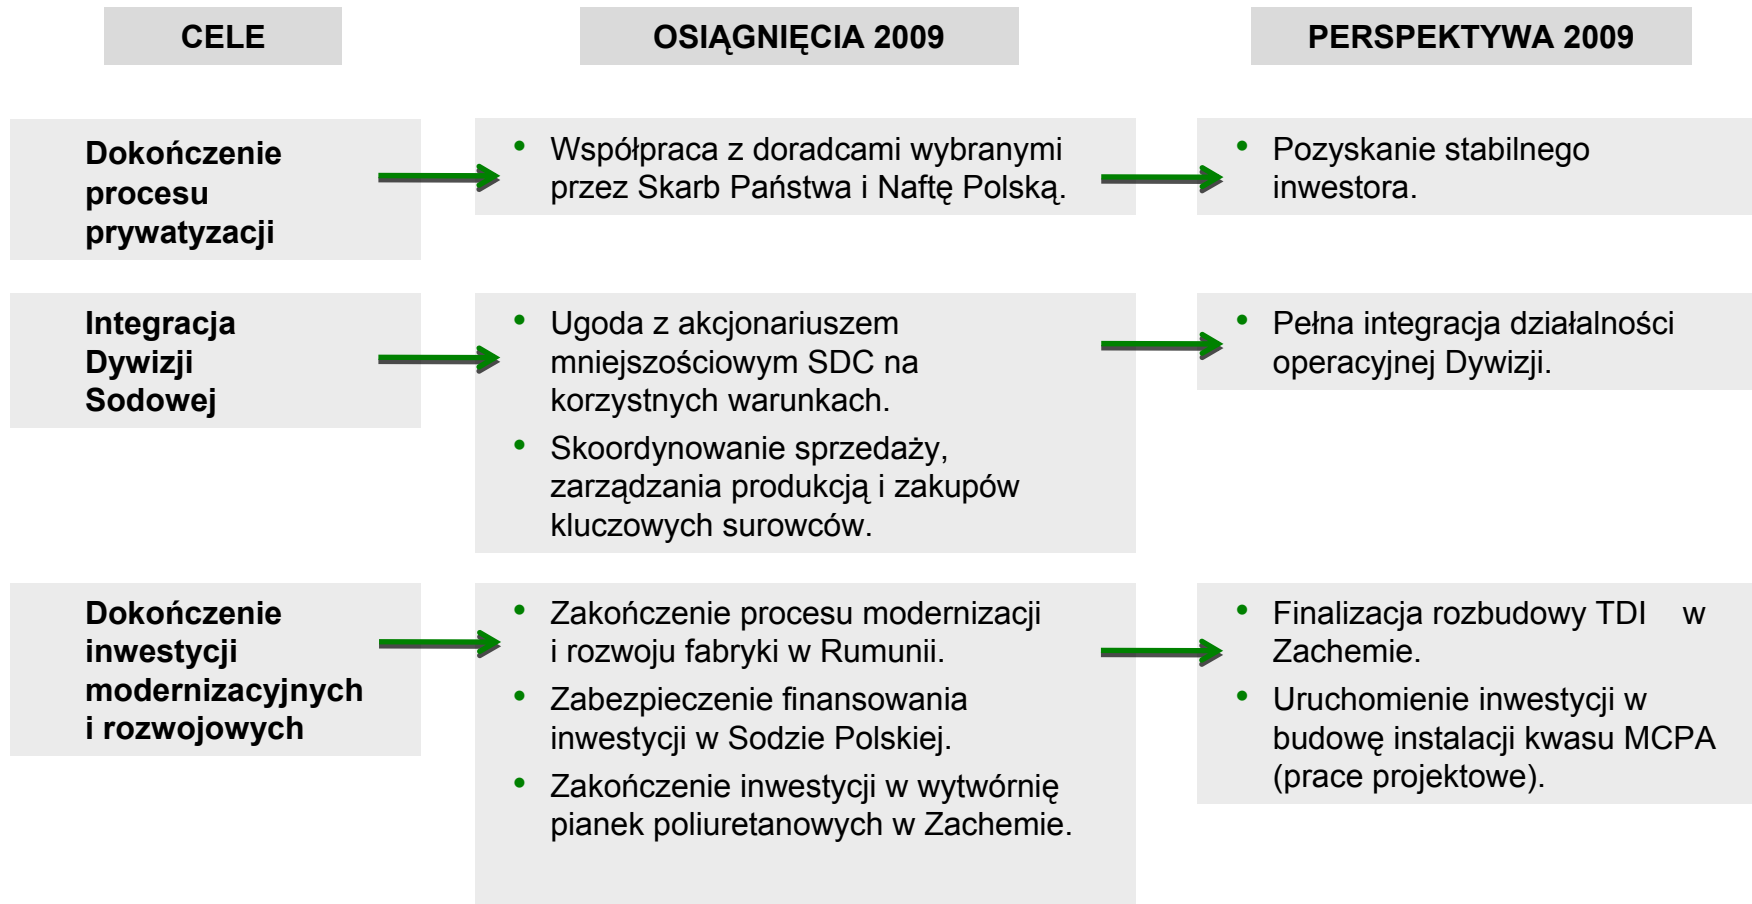 CELE
OSIĄGNIĘCIA 2009
PERSPEKTYWA 2009
Dokończenie
procesu
prywatyzacji
• Współpraca z doradcami wybranymi
przez Skarb Państwa i Naftę Polską.
• Pozyskanie stabilnego
inwestora.
Integracja
Dywizji
Sodowej
• Ugoda z akcjonariuszem
mniejszościowym SDC na
korzystnych warunkach.
• Skoordynowanie sprzedaży,
zarządzania produkcją i zakupów
kluczowych surowców.
• Pełna integracja działalności
operacyjnej Dywizji.
Dokończenie
inwestycji
modernizacyjnych
i rozwojowych
• Zakończenie procesu modernizacji
i rozwoju fabryki w Rumunii.
• Zabezpieczenie finansowania
inwestycji w Sodzie Polskiej.
• Zakończenie inwestycji w wytwórnię
pianek poliuretanowych w Zachemie.
• Finalizacja rozbudowy TDI w
Zachemie.
• Uruchomienie inwestycji w
budowę instalacji kwasu MCPA
(prace projektowe).